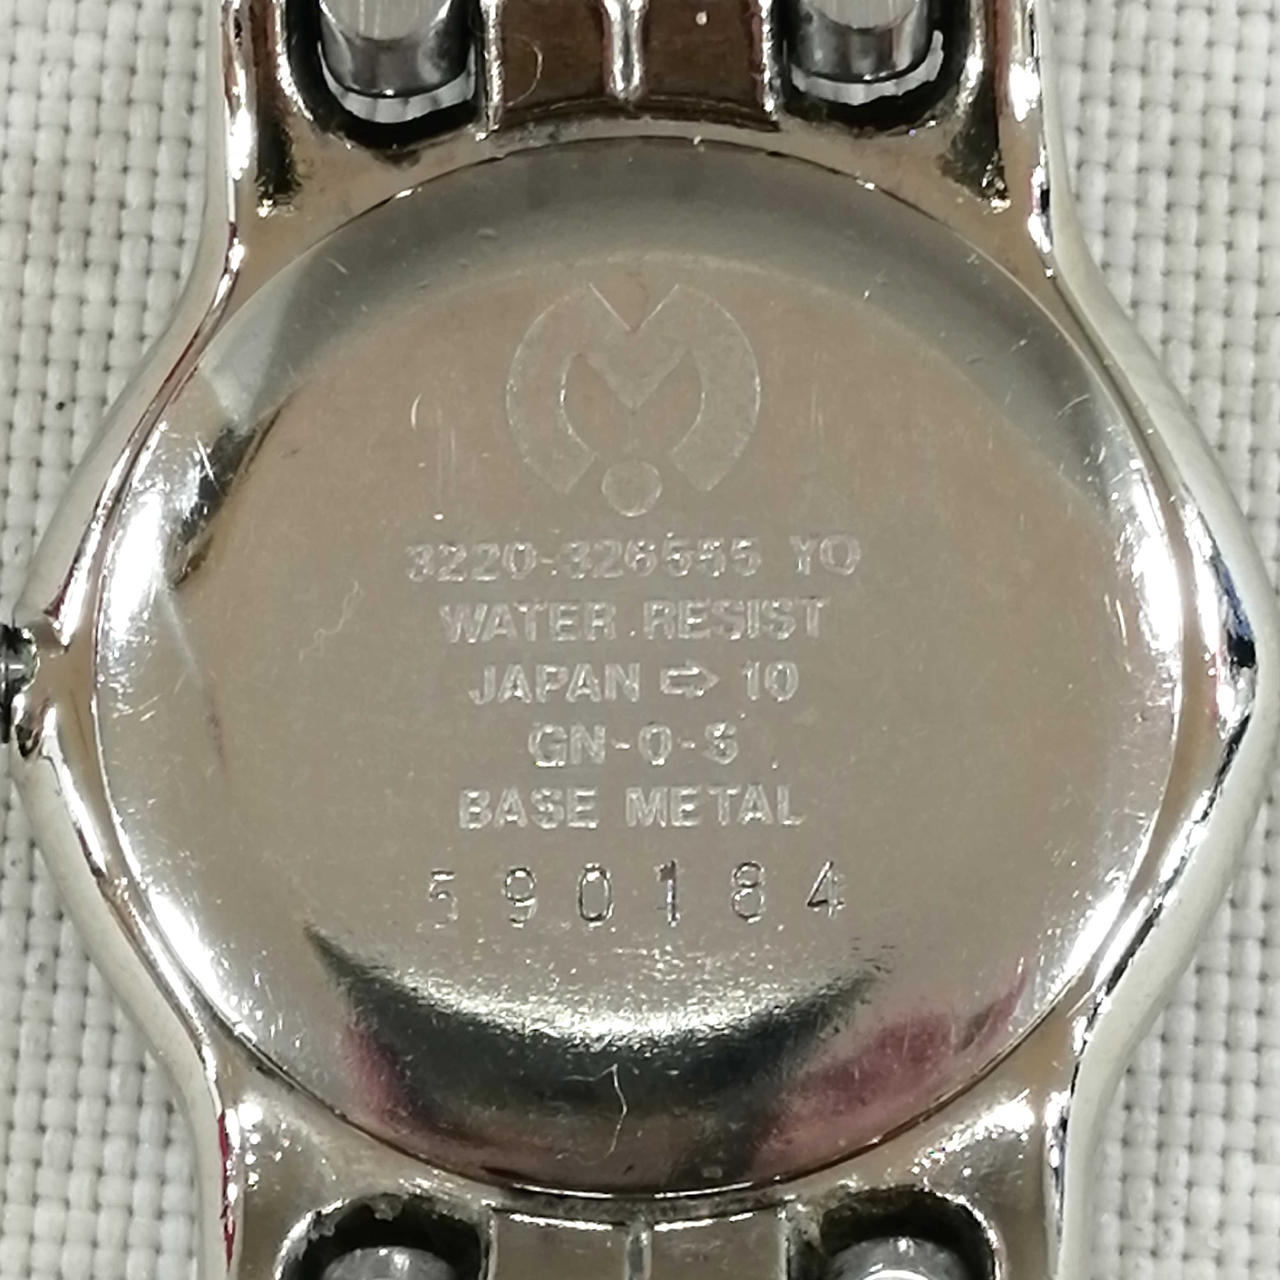 3220-326555 YO
WATER RESIST
JAPAN ⇨ 10
GN-0-S
BASE METAL
590184